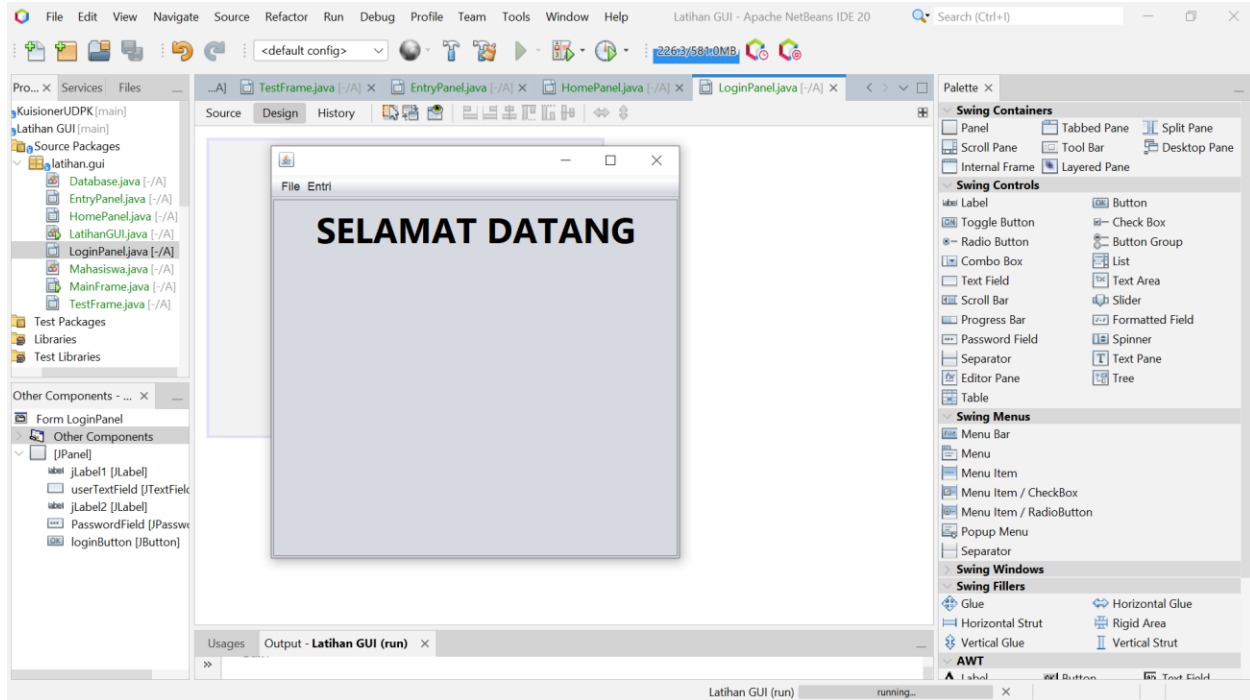 File Edit View Navigate Source Refactor Run Debug Profile Team Tools Window Help Latihan GUI - Apache NetBeans IDE 20 Search (Ctrl+I)
<default config> 226.3/581.0MB
Pro... Services Files
KuisionerUDPK [main]
Latihan GUI [main]
Source Packages
latihan.gui
Database.java [-/A]
EntryPanel.java [-/A]
HomePanel.java [-/A]
LatihanGUI.java [-/A]
LoginPanel.java [-/A]
Mahasiswa.java [-/A]
MainFrame.java [-/A]
TestFrame.java [-/A]
Test Packages
Libraries
Test Libraries
Other Components - ...
Form LoginPanel
Other Components
[JPanel]
jLabel1 [JLabel]
userTextField [JTextField
jLabel2 [JLabel]
PasswordField [JPassw
loginButton [JButton]
...A] TestFrame.java [-/A] EntryPanel.java [-/A] HomePanel.java [-/A] LoginPanel.java [-/A]
Source Design History
File Entri
SELAMAT DATANG
Usages Output - Latihan GUI (run)
Palette
Swing Containers
Panel Tabbed Pane Split Pane
Scroll Pane Tool Bar Desktop Pane
Internal Frame Layered Pane
Swing Controls
label Label OK Button
ON Toggle Button Check Box
Radio Button Button Group
Combo Box List
Text Field Text Area
Scroll Bar Slider
Progress Bar Formatted Field
Password Field Spinner
Separator Text Pane
Editor Pane Tree
Table
Swing Menus
Menu Bar
Menu
Menu Item
Menu Item / CheckBox
Menu Item / RadioButton
Popup Menu
Separator
Swing Windows
Swing Fillers
Glue Horizontal Glue
Horizontal Strut Rigid Area
Vertical Glue Vertical Strut
AWT
Label Button Text Field
Latihan GUI (run) running...